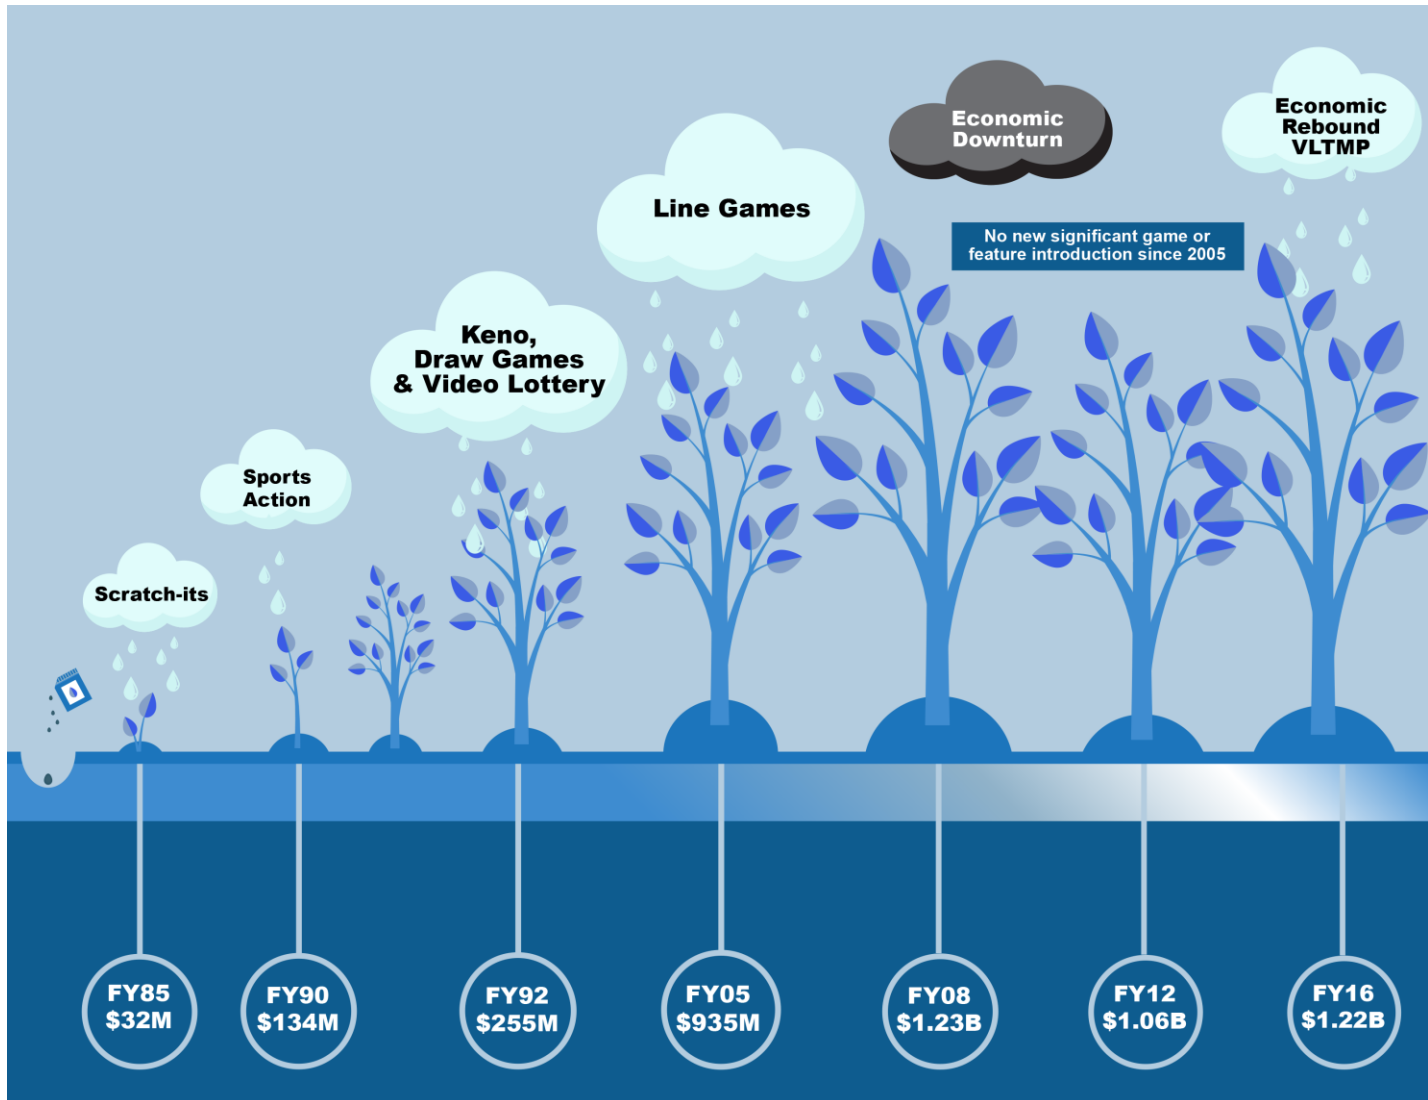 Scratch-its
Sports
Action
Keno,
Draw Games
& Video Lottery
Line Games
Economic
Downturn
No new significant game or
feature introduction since 2005
Economic
Rebound
VLTMP
FY85
$32M
FY90
$134M
FY92
$255M
FY05
$935M
FY08
$1.23B
FY12
$1.06B
FY16
$1.22B